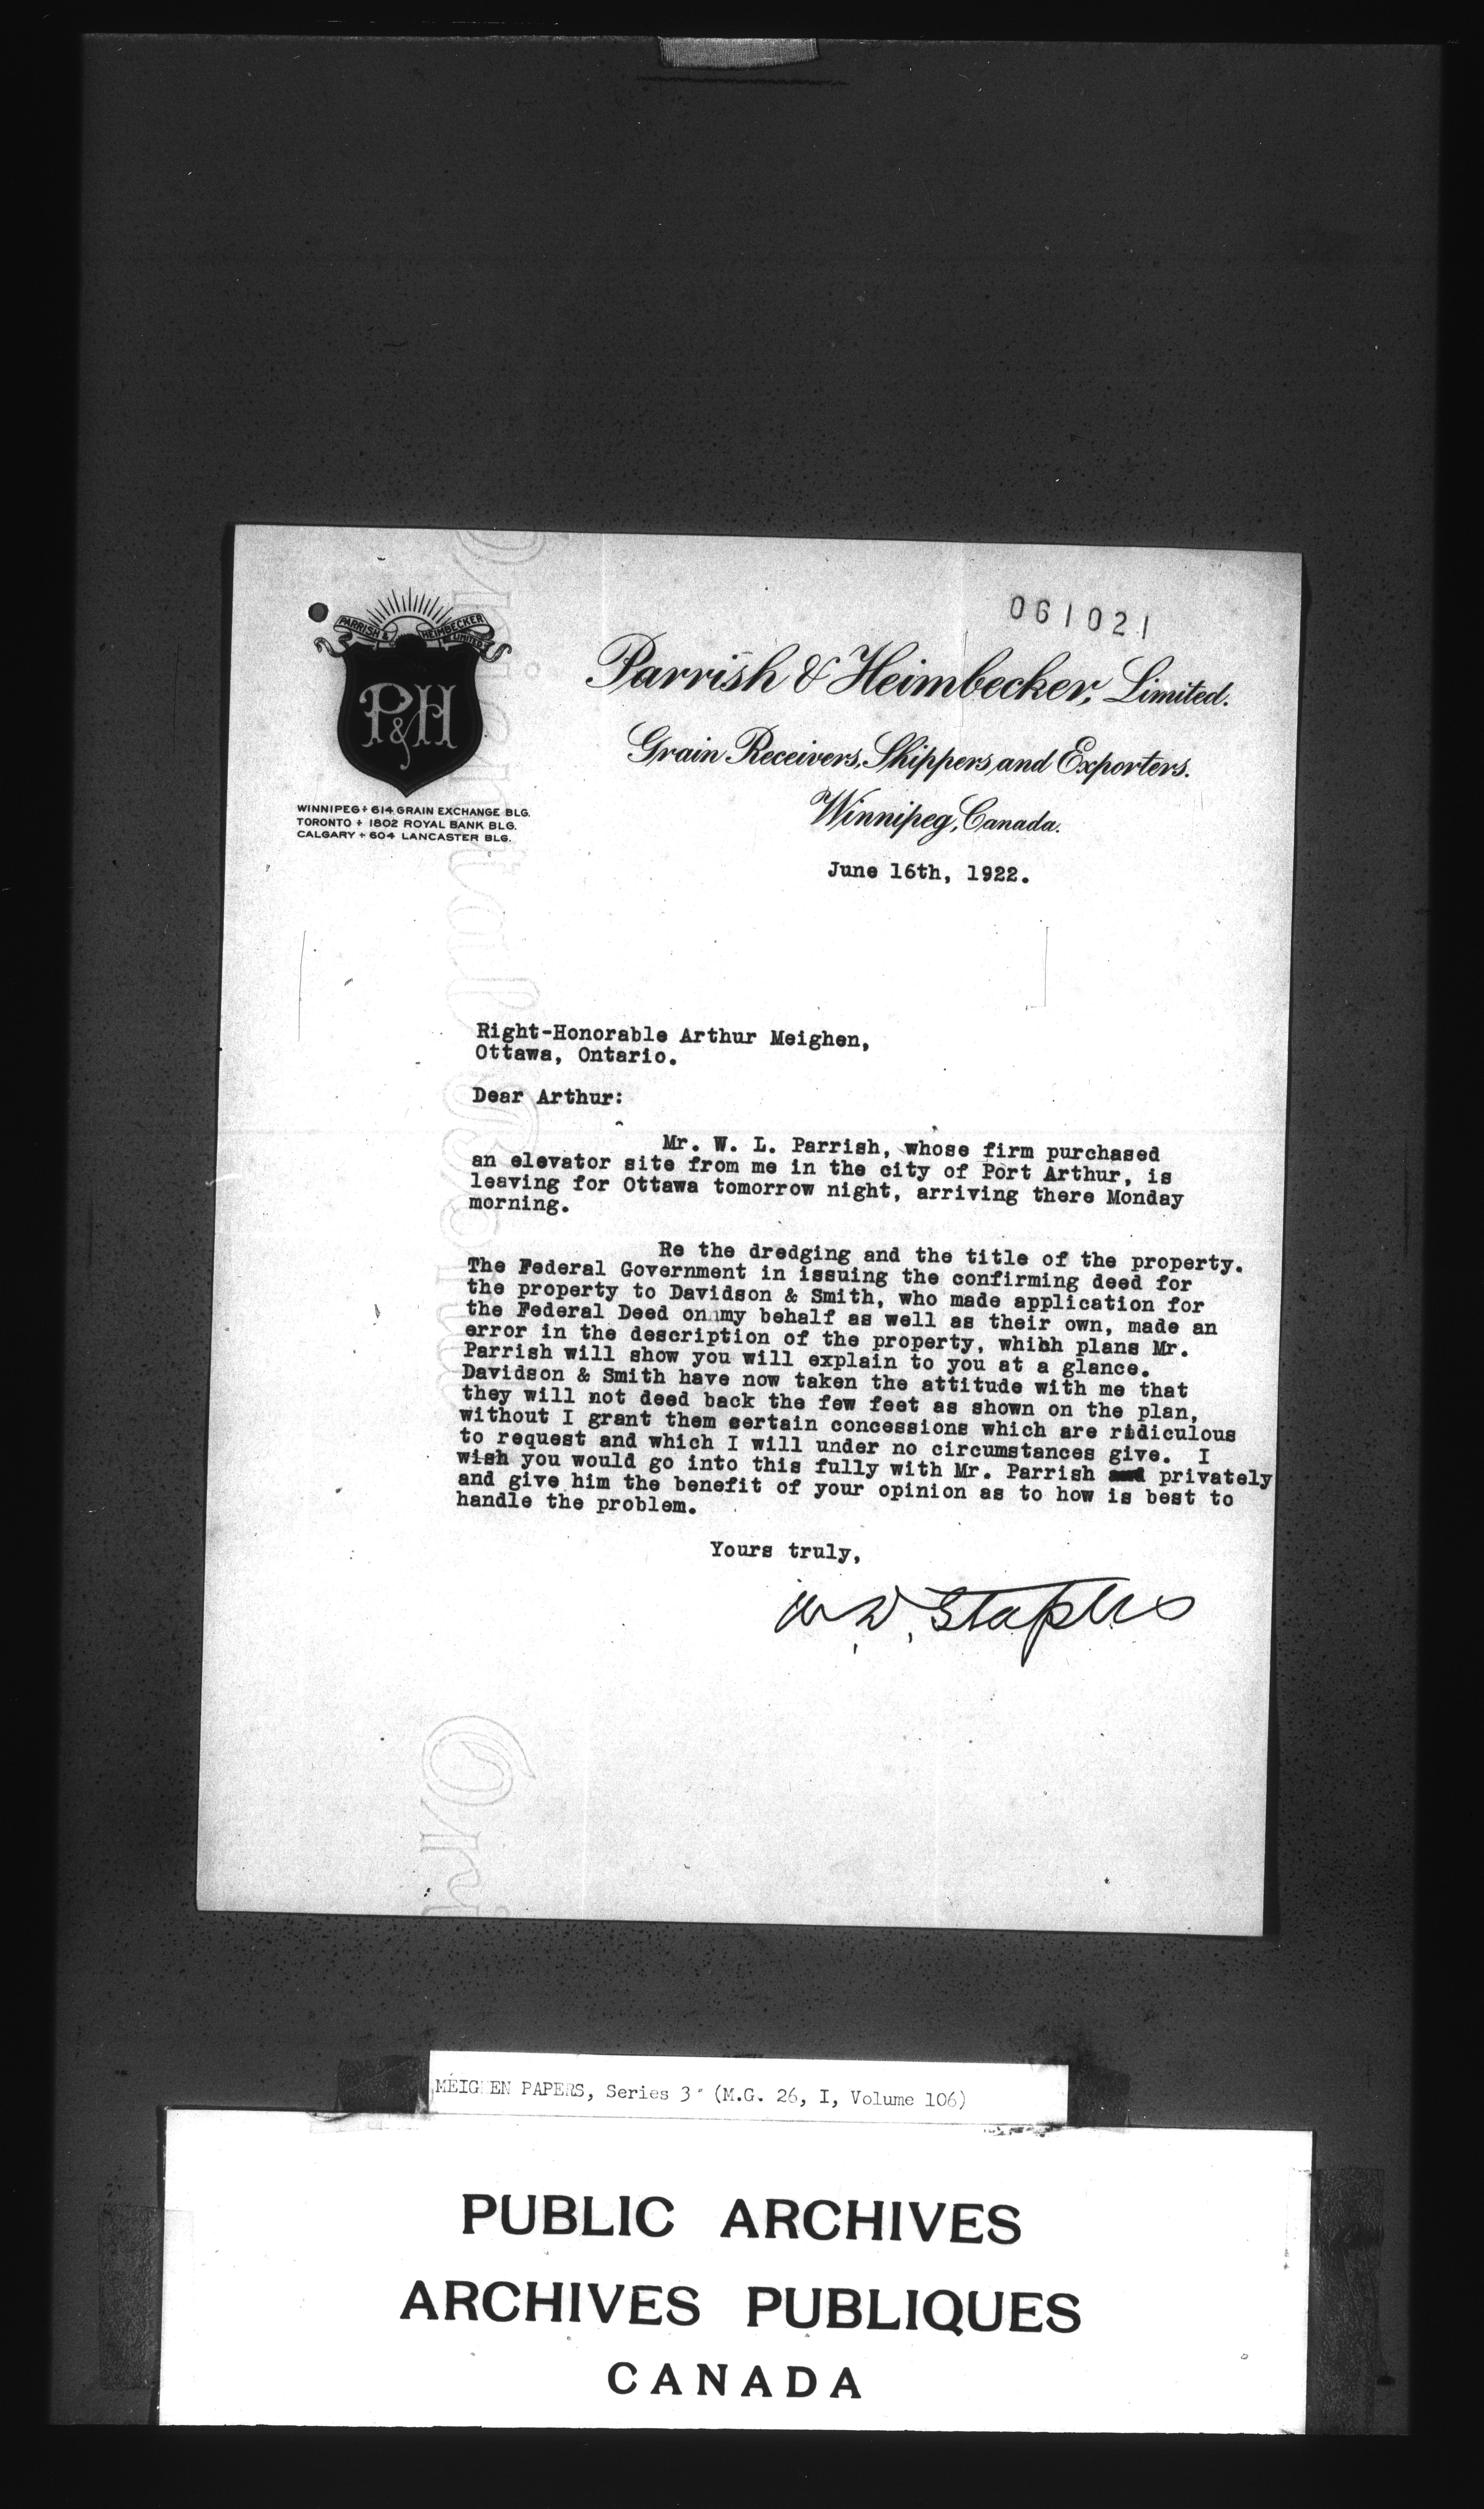 061021
PARRISH & HEIMBECKER LIMITED
P&H
Parrish & Heimbecker, Limited.
Grain Receivers, Shippers and Exporters.
Winnipeg, Canada.
WINNIPEG + 614 GRAIN EXCHANGE BLG.
TORONTO + 1802 ROYAL BANK BLG.
CALGARY + 604 LANCASTER BLG.
June 16th, 1922.
Right-Honorable Arthur Meighen,
Ottawa, Ontario.
Dear Arthur:
Mr. W. L. Parrish, whose firm purchased
an elevator site from me in the city of Port Arthur, is
leaving for Ottawa tomorrow night, arriving there Monday
morning.
Re the dredging and the title of the property.
The Federal Government in issuing the confirming deed for
the property to Davidson & Smith, who made application for
the Federal Deed on my behalf as well as their own, made an
error in the description of the property, which plans Mr.
Parrish will show you will explain to you at a glance.
Davidson & Smith have now taken the attitude with me that
they will not deed back the few feet as shown on the plan,
without I grant them certain concessions which are ridiculous
to request and which I will under no circumstances give. I
wish you would go into this fully with Mr. Parrish and privately
and give him the benefit of your opinion as to how is best to
handle the problem.
Yours truly,
W. D. Staples
MEIGHEN PAPERS, Series 3 (M.G. 26, I, Volume 106)
PUBLIC ARCHIVES
ARCHIVES PUBLIQUES
CANADA